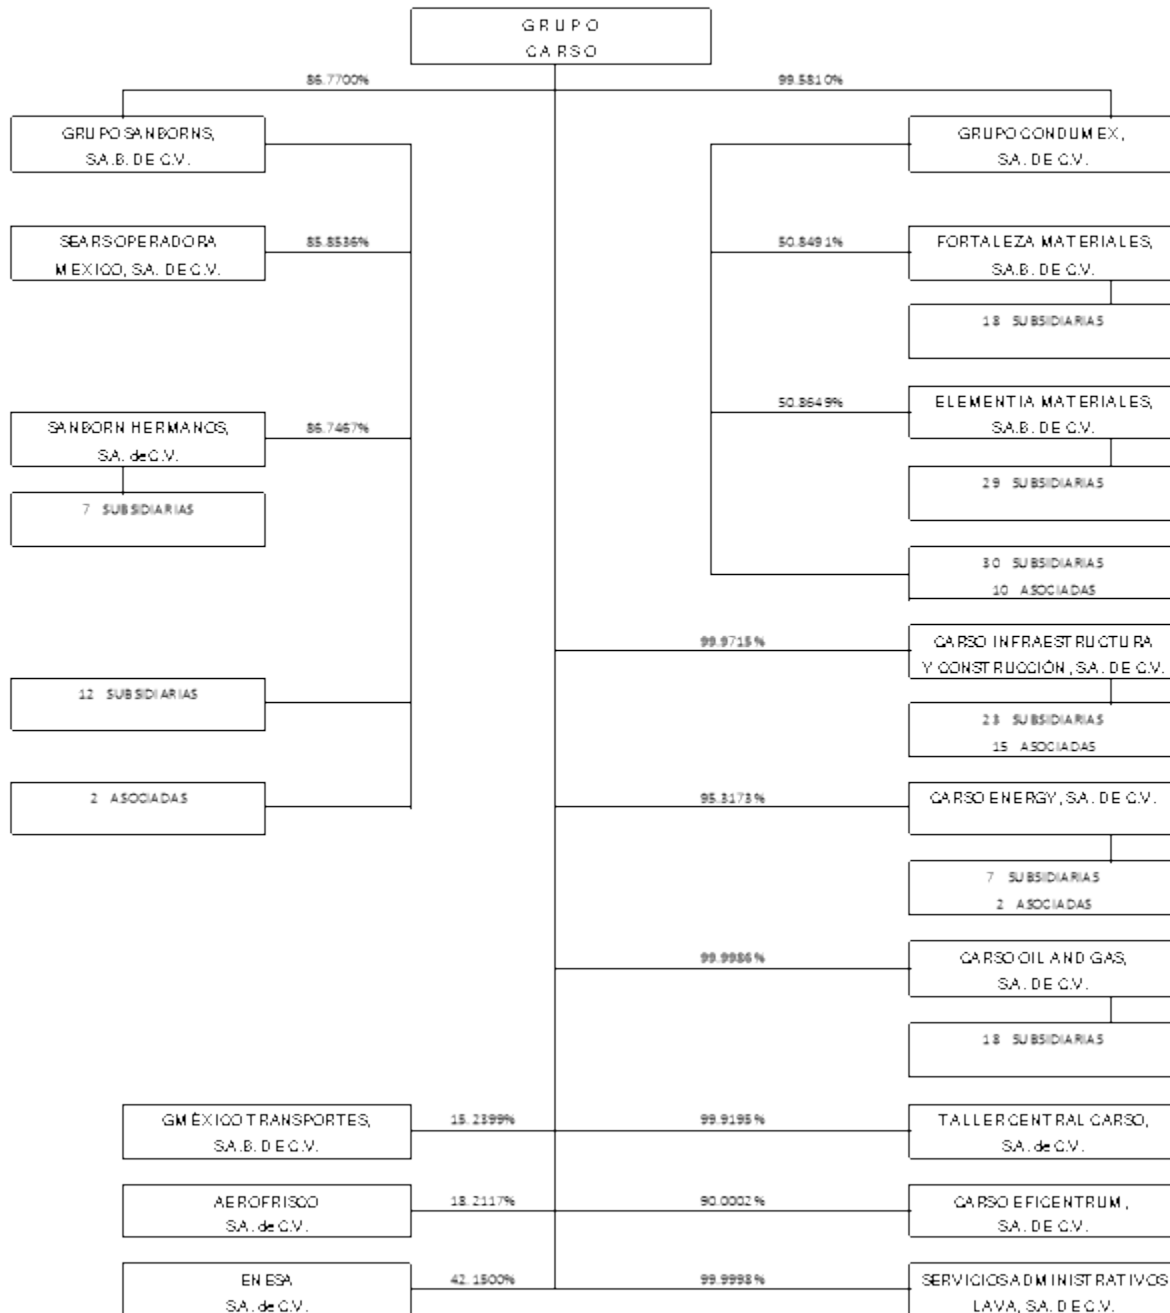 GRUPO
CARSO
86.7700%
99.5810%
GRUPO SANBORNS,
S.A.B. DE C.V.
GRUPO CONDUMEX,
S.A. DE C.V.
SEARS OPERADORA
MEXICO, S.A. DE C.V.
85.8536%
50.8491%
FORTALEZA MATERIALES,
S.A.B. DE C.V.
18 SUBSIDIARIAS
SANBORN HERMANOS,
S.A. de C.V.
86.7467%
50.8649%
ELEMENTIA MATERIALES,
S.A.B. DE C.V.
7 SUBSIDIARIAS
29 SUBSIDIARIAS
30 SUBSIDIARIAS
10 ASOCIADAS
99.9715%
CARSO INFRAESTRUCTURA
Y CONSTRUCCIÓN, S.A. DE C.V.
12 SUBSIDIARIAS
23 SUBSIDIARIAS
15 ASOCIADAS
2 ASOCIADAS
95.3173%
CARSO ENERGY, S.A. DE C.V.
7 SUBSIDIARIAS
2 ASOCIADAS
99.9986%
CARSO OIL AND GAS,
S.A. DE C.V.
18 SUBSIDIARIAS
GMÉXICO TRANSPORTES,
S.A.B. DE C.V.
15.2399%
99.9195%
TALLER CENTRAL CARSO,
S.A. de C.V.
AEROFRISCO
S.A. de C.V.
18.2117%
90.0002%
CARSO EFICENTRUM,
S.A. DE C.V.
ENESA
S.A. de C.V.
42.1500%
99.9998%
SERVICIOS ADMINISTRATIVOS
LAVA, S.A. DE C.V.